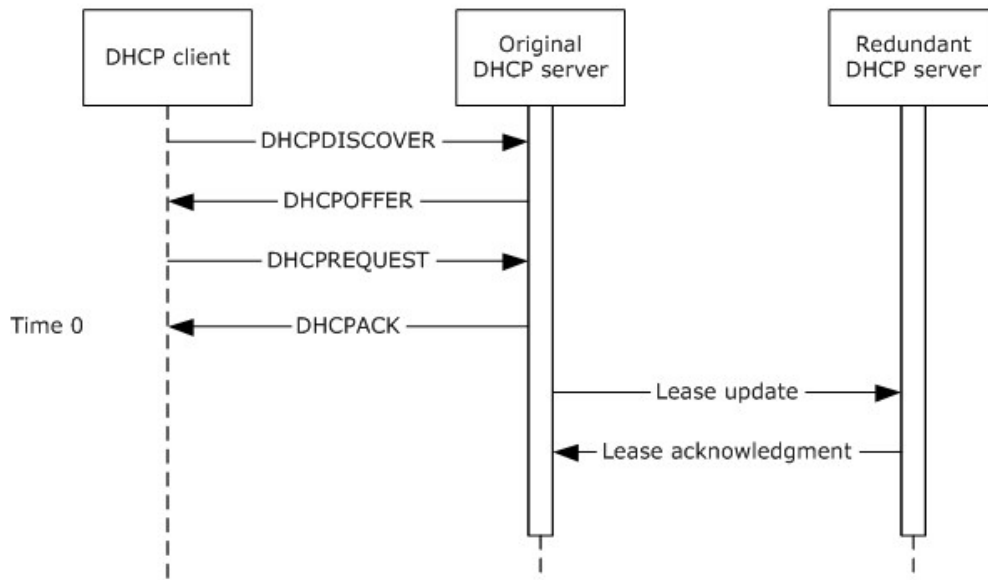 DHCP client
Original
DHCP server
Redundant
DHCP server
DHCPDISCOVER
DHCPOFFER
DHCPREQUEST
Time 0
DHCPACK
Lease update
Lease acknowledgment